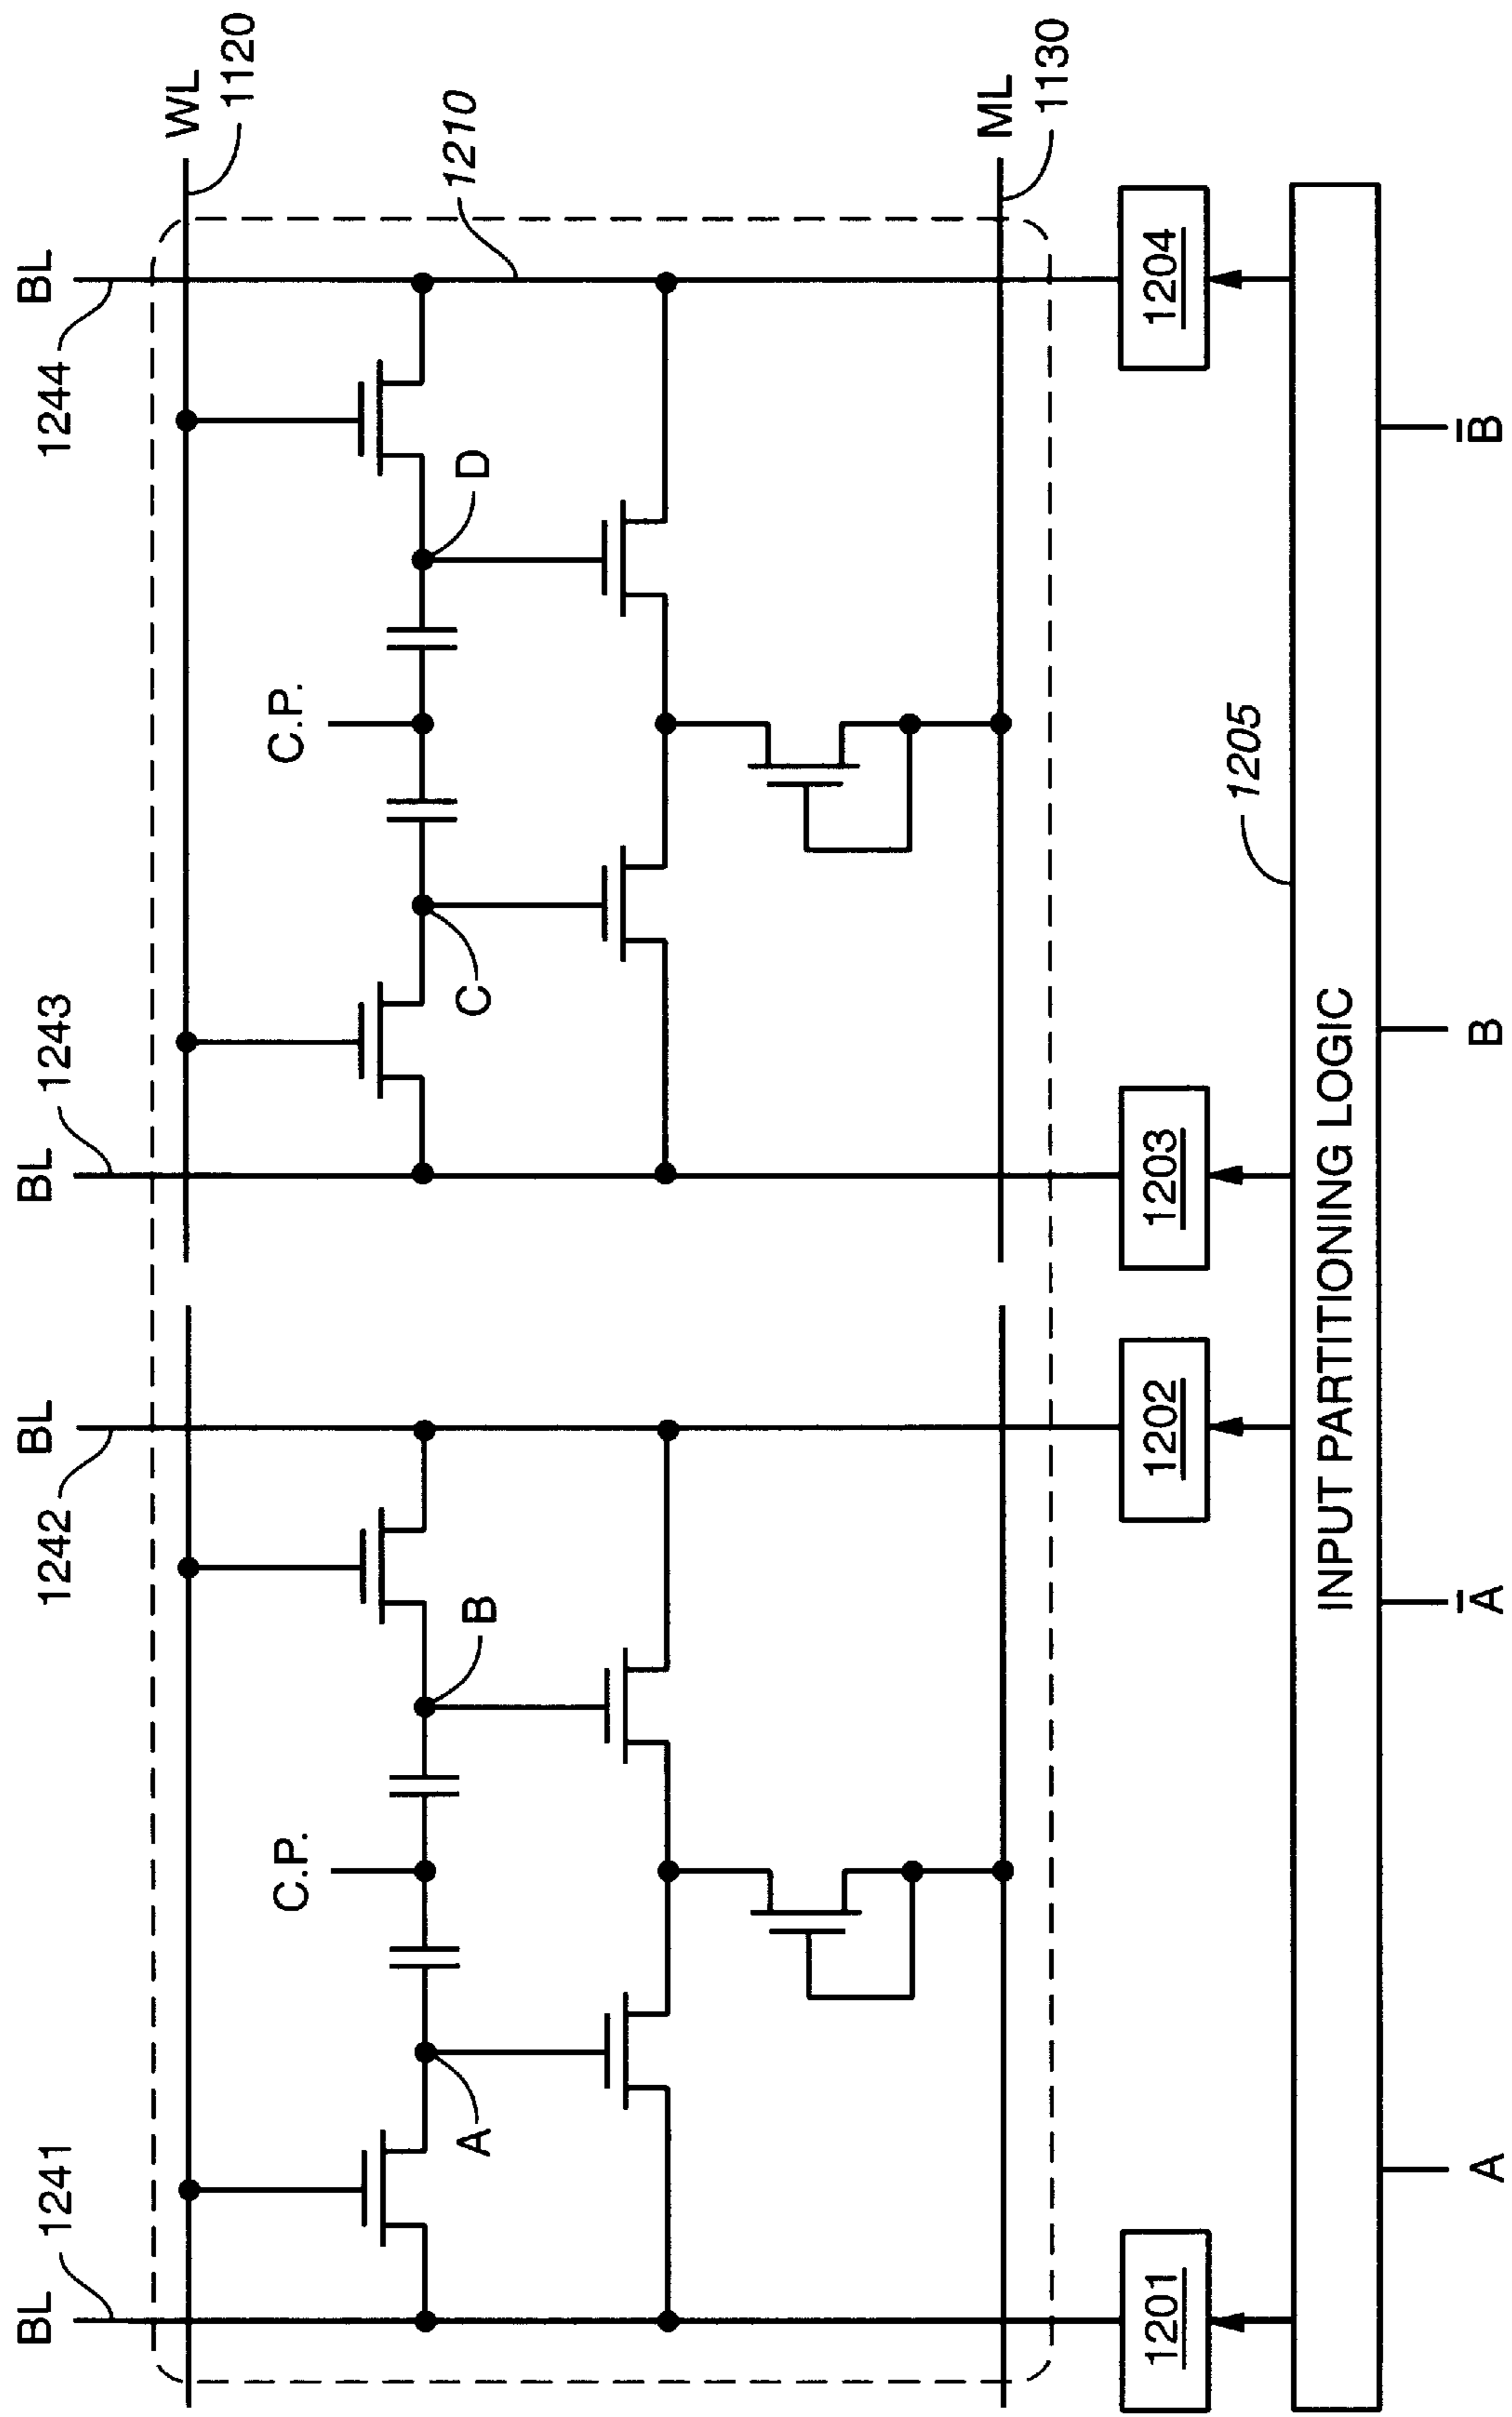 BL 1241
1242 BL
BL 1243
1244 BL
WL
1120
C.P.
C.P.
1210
A
B
C
D
ML
1130
1201
1202
1203
1204
1205
INPUT PARTITIONING LOGIC
A
A̅
B
B̅